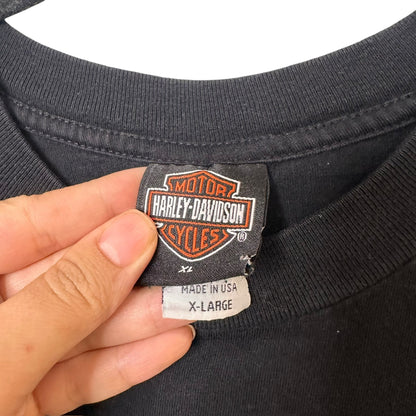 MOTOR
HARLEY-DAVIDSON
CYCLES
®
XL
MADE IN USA
X-LARGE